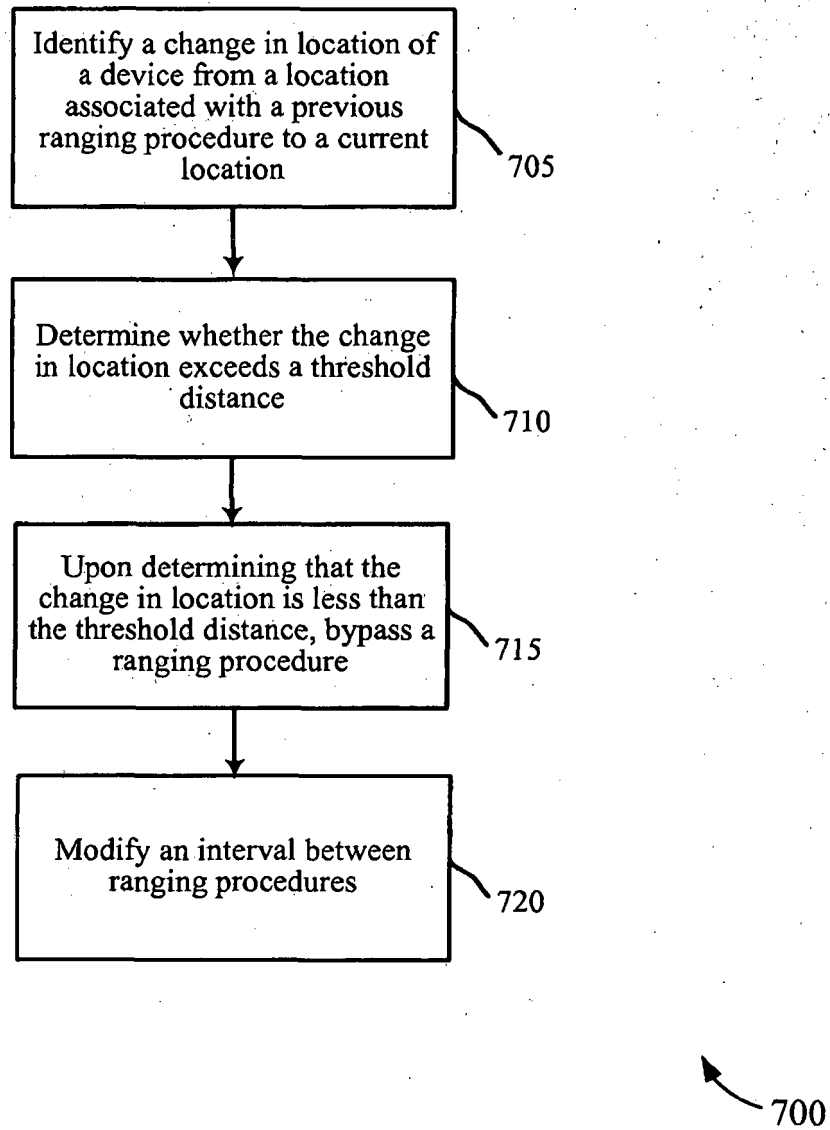 Identify a change in location of
a device from a location
associated with a previous
ranging procedure to a current
location
705
Determine whether the change
in location exceeds a threshold
distance
710
Upon determining that the
change in location is less than
the threshold distance, bypass a
ranging procedure
715
Modify an interval between
ranging procedures
720
700